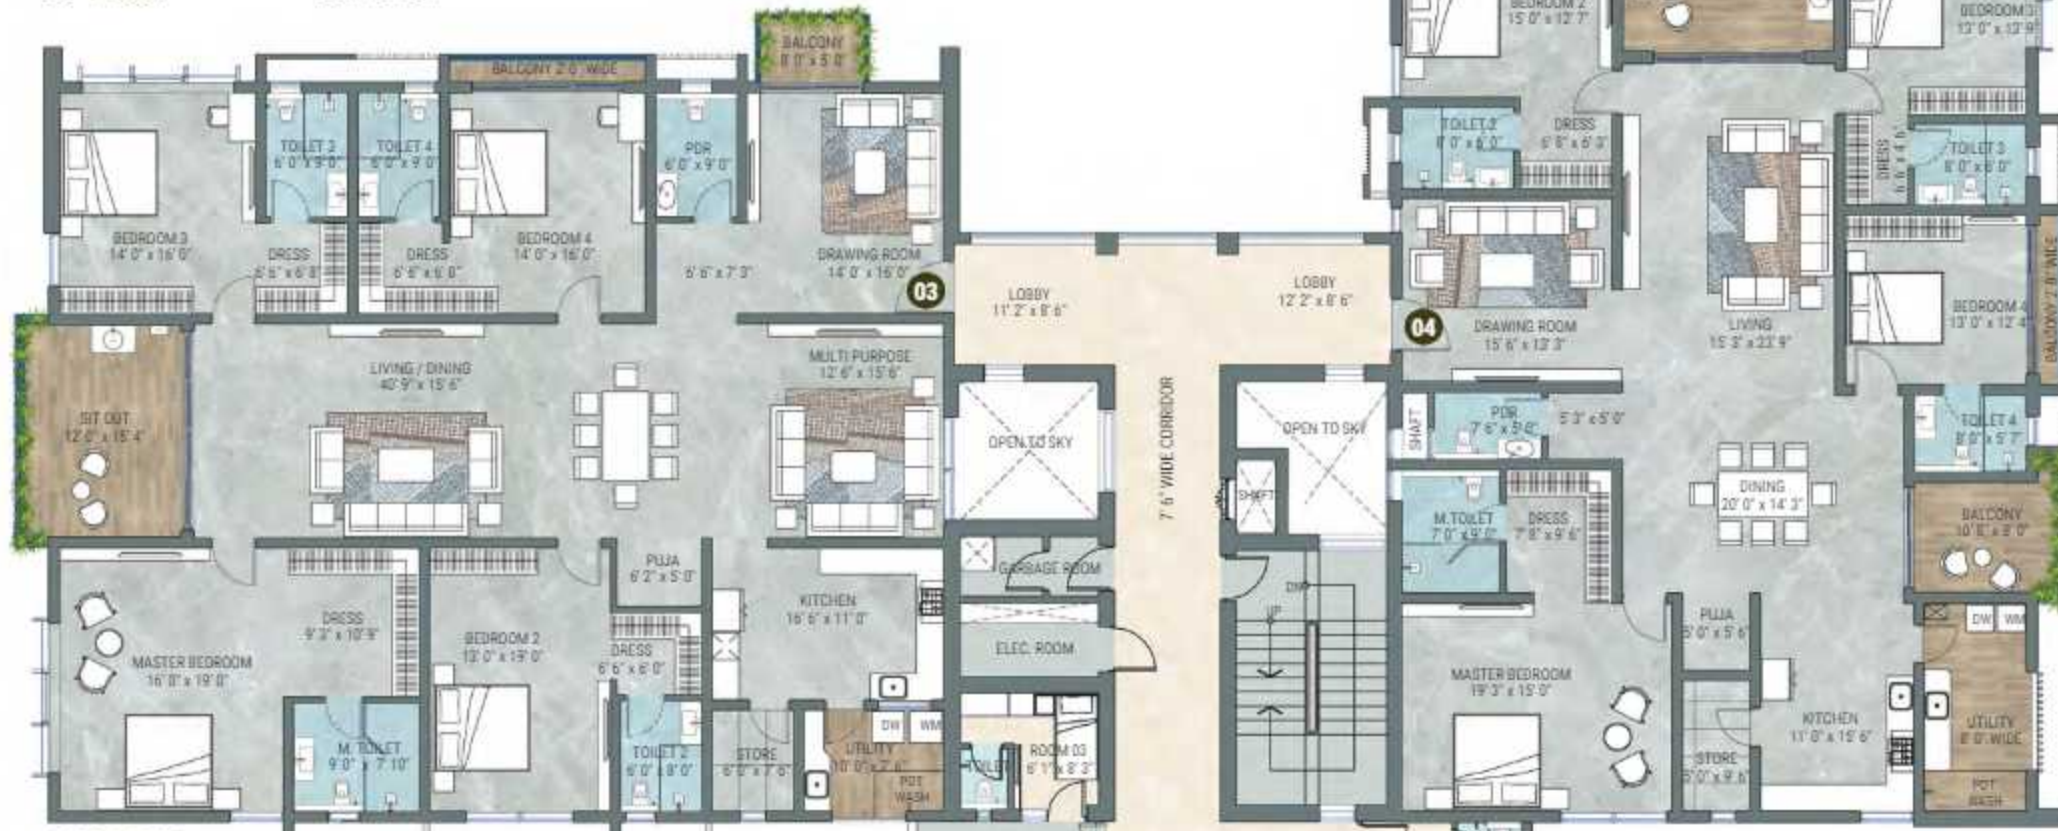 BALCONY
8'0" x 5'0"
BALCONY 2'6" WIDE
TOILET 3
6'0" x 9'0"
TOILET 4
6'0" x 9'0"
PDR
6'0" x 9'0"
BEDROOM 3
14'0" x 16'0"
DRESS
DRESS
BEDROOM 4
14'0" x 16'0"
6'6" x 7'3"
DRAWING ROOM
14'0" x 16'0"
03
LIVING / DINING
40'9" x 15'6"
MULTI PURPOSE
12'6" x 15'6"
SIT OUT
12'0" x 15'4"
MASTER BEDROOM
16'0" x 19'0"
DRESS
9'3" x 10'9"
M. TOILET
9'0" x 7'10"
BEDROOM 2
13'0" x 19'0"
PUJA
6'2" x 5'0"
DRESS
6'6" x 6'0"
TOILET 2
6'0" x 8'0"
KITCHEN
16'6" x 11'0"
STORE
6'0" x 7'6"
UTILITY
DW
WM
POT
WASH
LOBBY
11'2" x 8'6"
LOBBY
12'2" x 8'6"
OPEN TO SKY
OPEN TO SKY
7'6" WIDE CORRIDOR
SHAFT
SHAFT
GARBAGE ROOM
ELEC. ROOM
TOILET
ROOM 03
6'1" x 8'3"
DN
UP
BEDROOM 2
15'0" x 12'7"
BEDROOM 3
13'0" x 13'9"
TOILET 2
8'0" x 6'0"
DRESS
6'8" x 6'3"
DRESS
6'6" x 4'6"
TOILET 3
8'0" x 6'0"
04
DRAWING ROOM
15'6" x 13'3"
LIVING
15'3" x 23'9"
BEDROOM 4
13'0" x 12'4"
BALCONY 2'8" WIDE
PDR
7'6" x 5'0"
5'3" x 5'0"
TOILET 4
8'0" x 5'7"
M.TOILET
7'0" x 9'0"
DRESS
7'8" x 9'6"
DINING
20'0" x 14'3"
BALCONY
MASTER BEDROOM
19'3" x 15'0"
PUJA
5'0" x 5'6"
STORE
5'0" x 9'6"
KITCHEN
11'0" x 15'6"
DW
WM
UTILITY
8'0" WIDE
POT
WASH